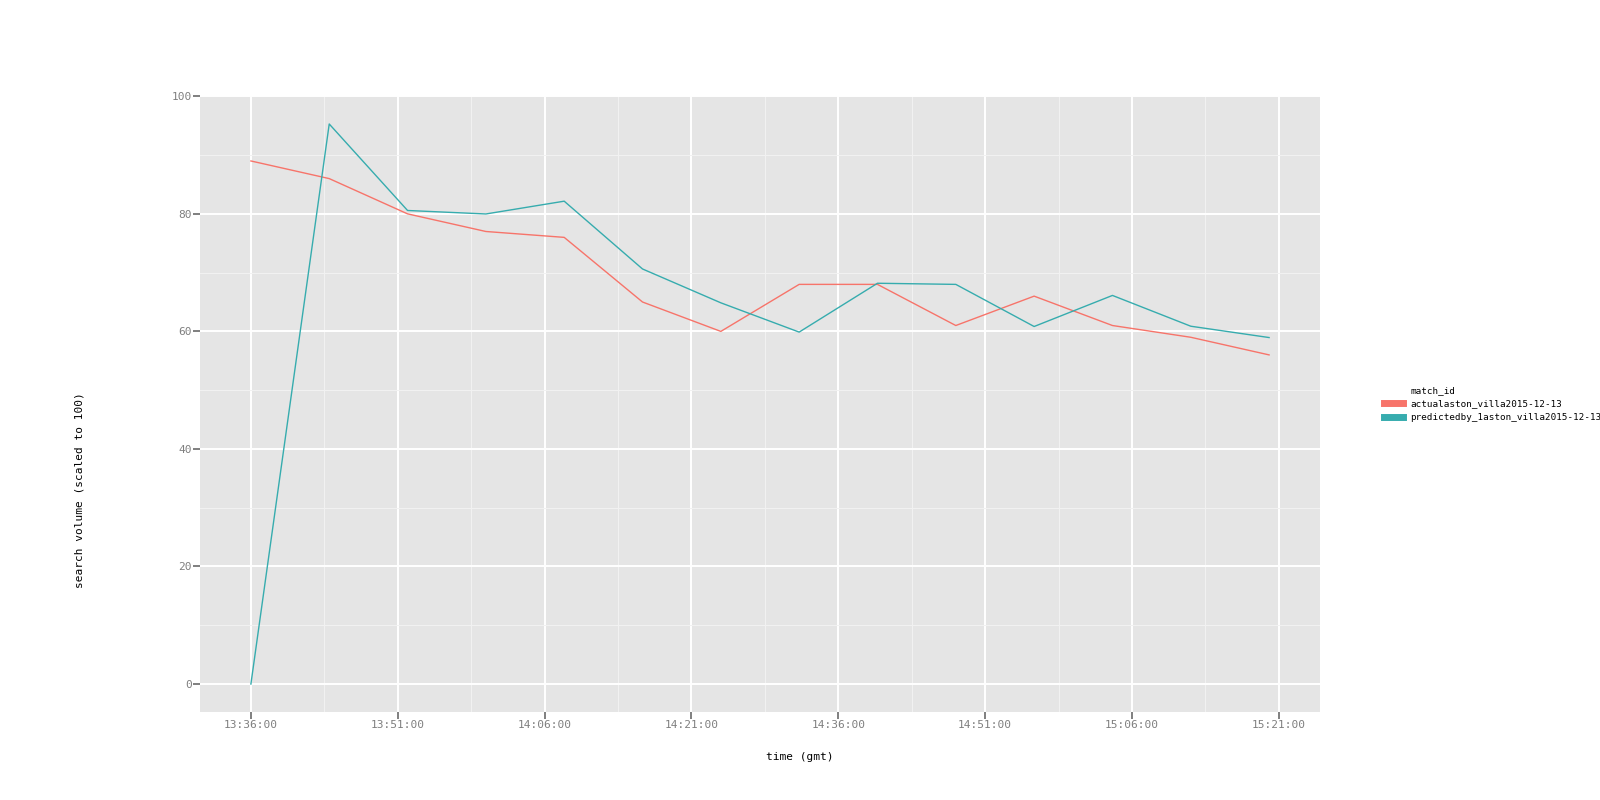 100
80
60
40
20
0
search volume (scaled to 100)
13:36:00 13:51:00 14:06:00 14:21:00 14:36:00 14:51:00 15:06:00 15:21:00
time (gmt)
match_id
actualaston_villa2015-12-13
predictedby_1aston_villa2015-12-13